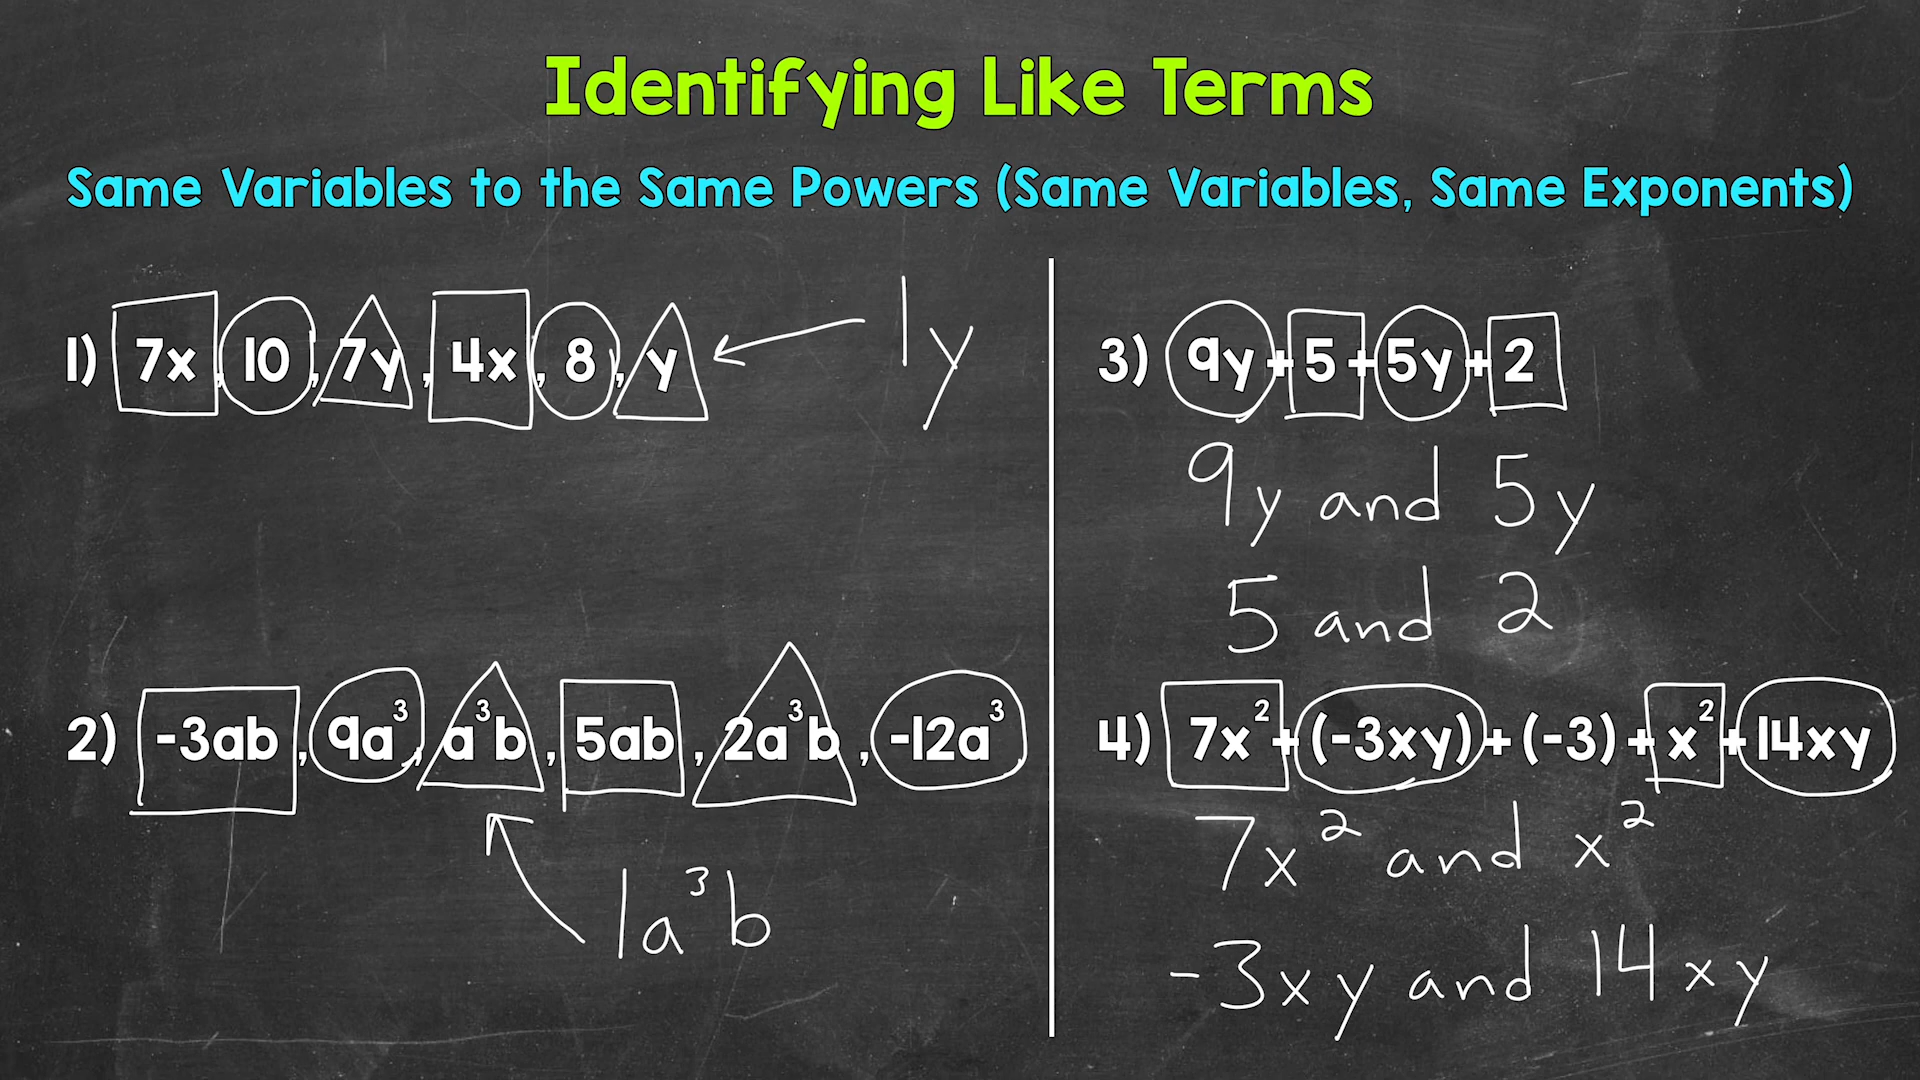 Identifying Like Terms
Same Variables to the Same Powers (Same Variables, Same Exponents)
1) 7x, 10, 7y, 4x, 8, y
1y
2) -3ab, 9a³, a³b, 5ab, 2a³b, -12a³
1a³b
3) 9y+5+5y+2
9y and 5y
5 and 2
4) 7x²+(-3xy)+(-3)+x²+14xy
7x² and x²
-3xy and 14xy